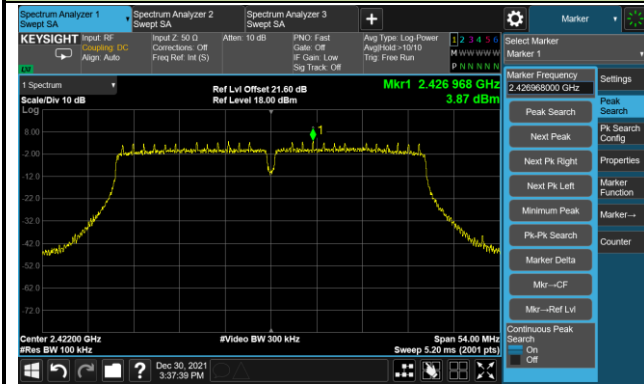 Spectrum Analyzer 1
Swept SA
Spectrum Analyzer 2
Swept SA
Spectrum Analyzer 3
Swept SA
+
Marker
KEYSIGHT
Input: RF
Coupling: DC
Align: Auto
Input Z: 50 Ω
Corrections: Off
Freq Ref: Int (S)
Atten: 10 dB
PNO: Fast
Gate: Off
IF Gain: Low
Sig Track: Off
Avg Type: Log-Power
Avg|Hold:>10/10
Trig: Free Run
1 2 3 4 5 6
M W W W W W
P N N N N N
LXI
Select Marker
Marker 1
1 Spectrum
Scale/Div 10 dB
Log
Ref Lvl Offset 21.60 dB
Ref Level 18.00 dBm
Mkr1 2.426 968 GHz
3.87 dBm
1
8.00
-2.00
-12.0
-22.0
-32.0
-42.0
-52.0
-62.0
-72.0
Center 2.42200 GHz
#Res BW 100 kHz
#Video BW 300 kHz
Span 54.00 MHz
Sweep 5.20 ms (2001 pts)
Marker Frequency
2.426968000 GHz
Peak Search
Next Peak
Next Pk Right
Next Pk Left
Minimum Peak
Pk-Pk Search
Marker Delta
Mkr→CF
Mkr→Ref Lvl
Continuous Peak
Search
On
Off
Settings
Peak
Search
Pk Search
Config
Properties
Marker
Function
Marker→
Counter
?
Dec 30, 2021
3:37:39 PM